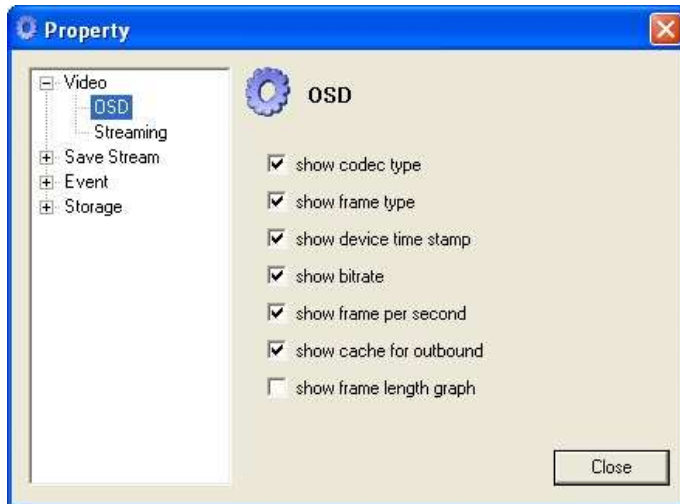 Property
Video
OSD
Streaming
Save Stream
Event
Storage
OSD
show codec type
show frame type
show device time stamp
show bitrate
show frame per second
show cache for outbound
show frame length graph
Close